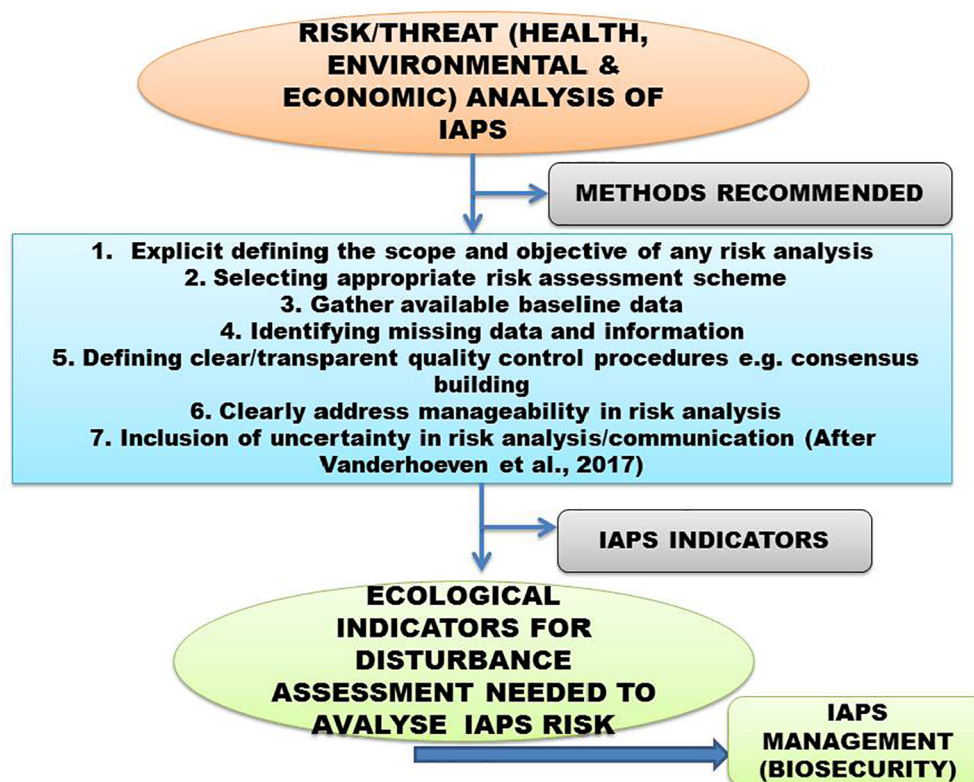 RISK/THREAT (HEALTH,
ENVIRONMENTAL &
ECONOMIC) ANALYSIS OF
IAPS
METHODS RECOMMENDED
1. Explicit defining the scope and objective of any risk analysis
2. Selecting appropriate risk assessment scheme
3. Gather available baseline data
4. Identifying missing data and information
5. Defining clear/transparent quality control procedures e.g. consensus
building
6. Clearly address manageability in risk analysis
7. Inclusion of uncertainty in risk analysis/communication (After
Vanderhoeven et al., 2017)
IAPS INDICATORS
ECOLOGICAL
INDICATORS FOR
DISTURBANCE
ASSESSMENT NEEDED TO
AVALYSE IAPS RISK
IAPS
MANAGEMENT
(BIOSECURITY)